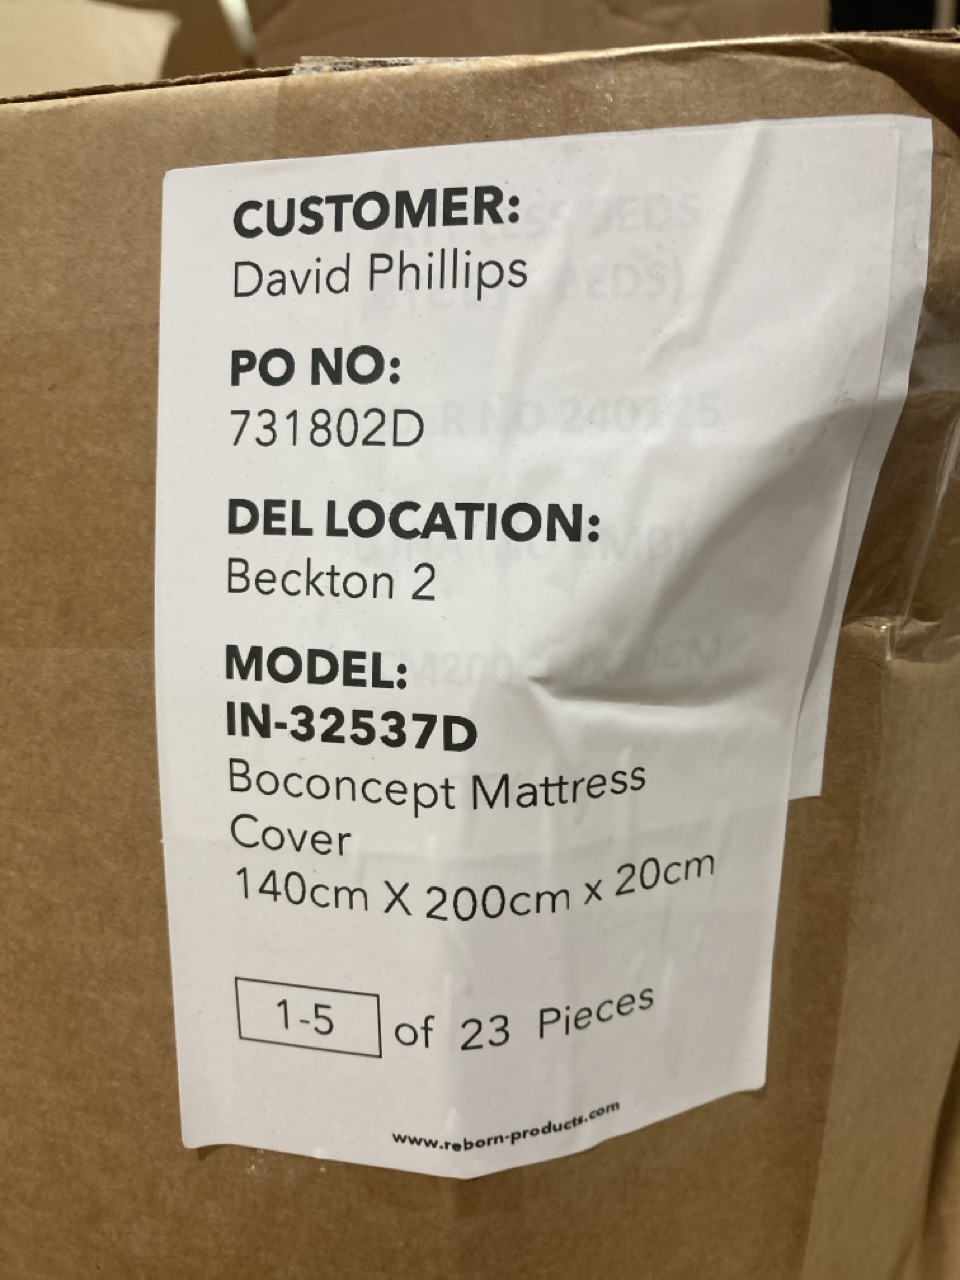 CUSTOMER:
David Phillips
PO NO:
731802D
DEL LOCATION:
Beckton 2
MODEL:
IN-32537D
Boconcept Mattress
Cover
140cm X 200cm x 20cm
1-5 of 23 Pieces
www.reborn-products.com